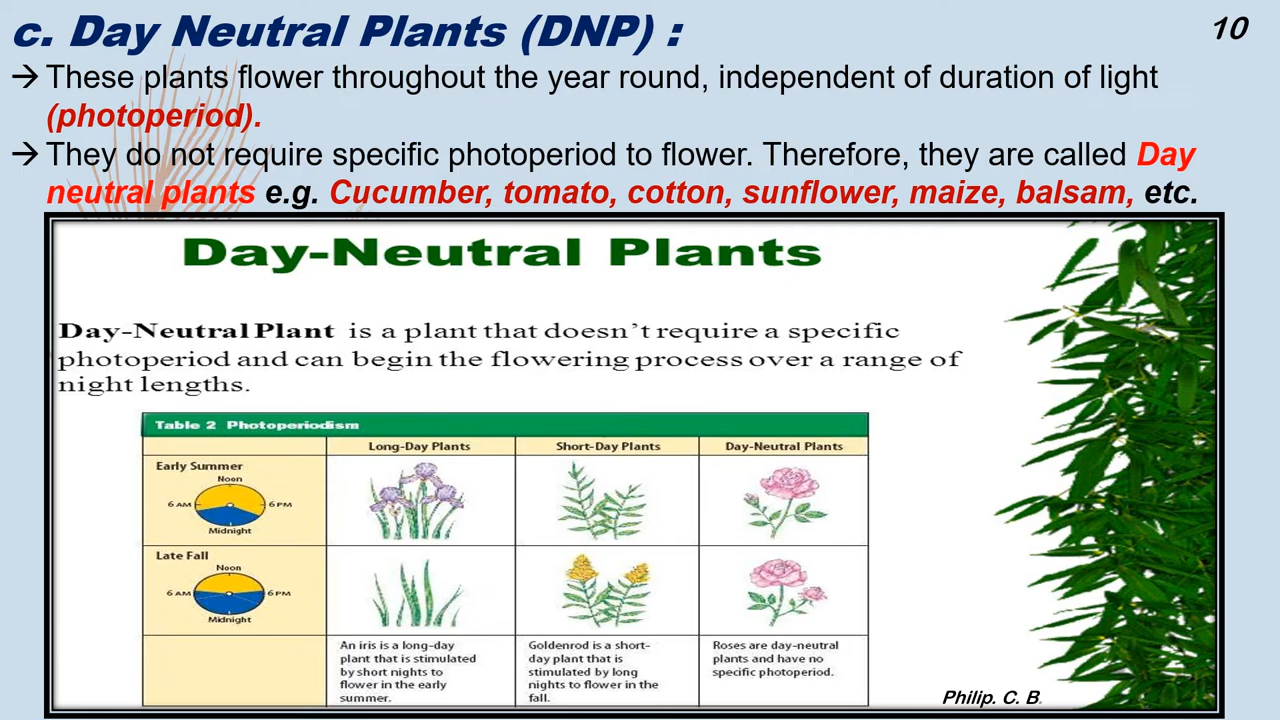 c. Day Neutral Plants (DNP) :
10
→ These plants flower throughout the year round, independent of duration of light
(photoperiod).
→ They do not require specific photoperiod to flower. Therefore, they are called Day
neutral plants e.g. Cucumber, tomato, cotton, sunflower, maize, balsam, etc.
Day-Neutral Plants
Day-Neutral Plant is a plant that doesn't require a specific
photoperiod and can begin the flowering process over a range of
night lengths.
Table 2 Photoperiodism
Long-Day Plants
Short-Day Plants
Day-Neutral Plants
Early Summer
Noon
6 AM
6 PM
Midnight
Late Fall
Noon
6 AM
6 PM
Midnight
An iris is a long-day
plant that is stimulated
by short nights to
flower in the early
summer.
Goldenrod is a short-
day plant that is
stimulated by long
nights to flower in the
fall.
Roses are day-neutral
plants and have no
specific photoperiod.
Philip. C. B.